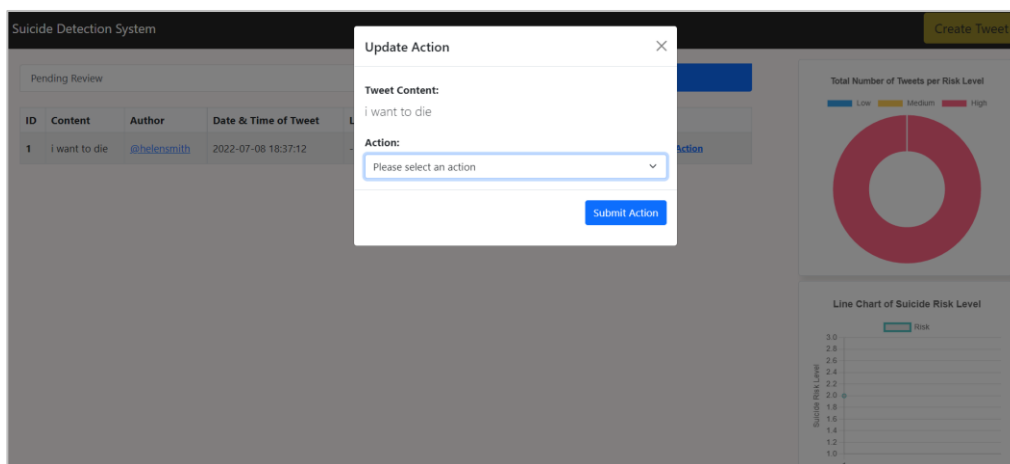 Suicide Detection System
Create Tweet
Update Action
Tweet Content:
i want to die
Action:
Please select an action
Submit Action
Pending Review
ID Content Author Date & Time of Tweet L
1 i want to die @helensmith 2022-07-08 18:37:12 - Action
Total Number of Tweets per Risk Level
Low Medium High
Line Chart of Suicide Risk Level
Risk
Suicide Risk Level
3.0
2.8
2.6
2.4
2.2
2.0
1.8
1.6
1.4
1.2
1.0